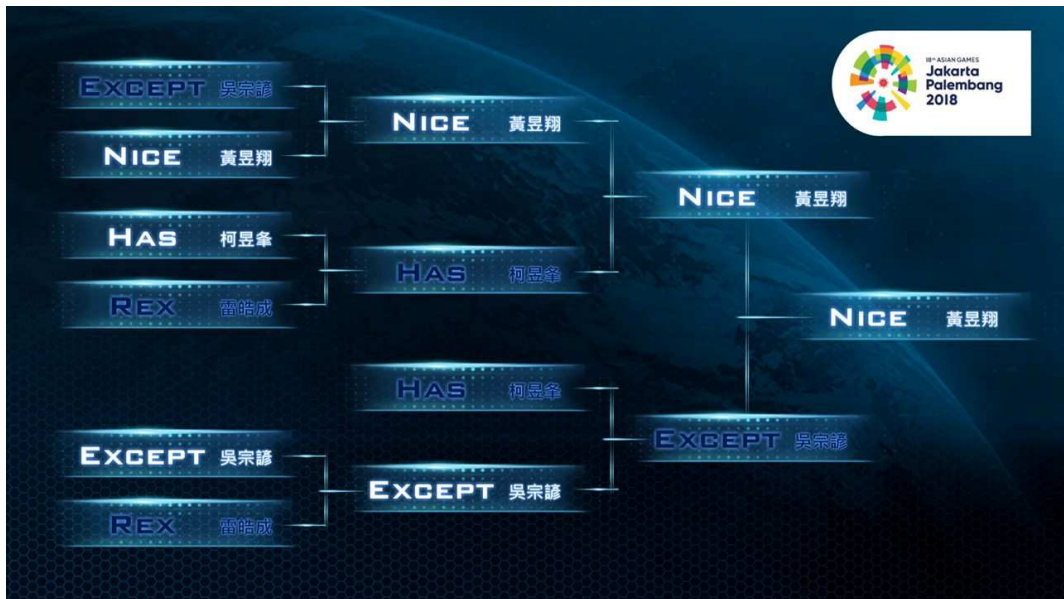 18th ASIAN GAMES
Jakarta
Palembang
2018
EXCEPT 吳宗諺
NICE 黃昱翔
NICE 黃昱翔
NICE 黃昱翔
HAS 柯昱夆
HAS 柯昱夆
REX 雷皓成
NICE 黃昱翔
HAS 柯昱夆
EXCEPT 吳宗諺
EXCEPT 吳宗諺
EXCEPT 吳宗諺
REX 雷皓成